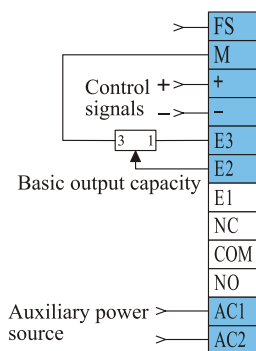 FS
M
Control + +
signals − −
3 1 E3
E2
Basic output capacity
E1
NC
COM
NO
Auxiliary power AC1
source AC2